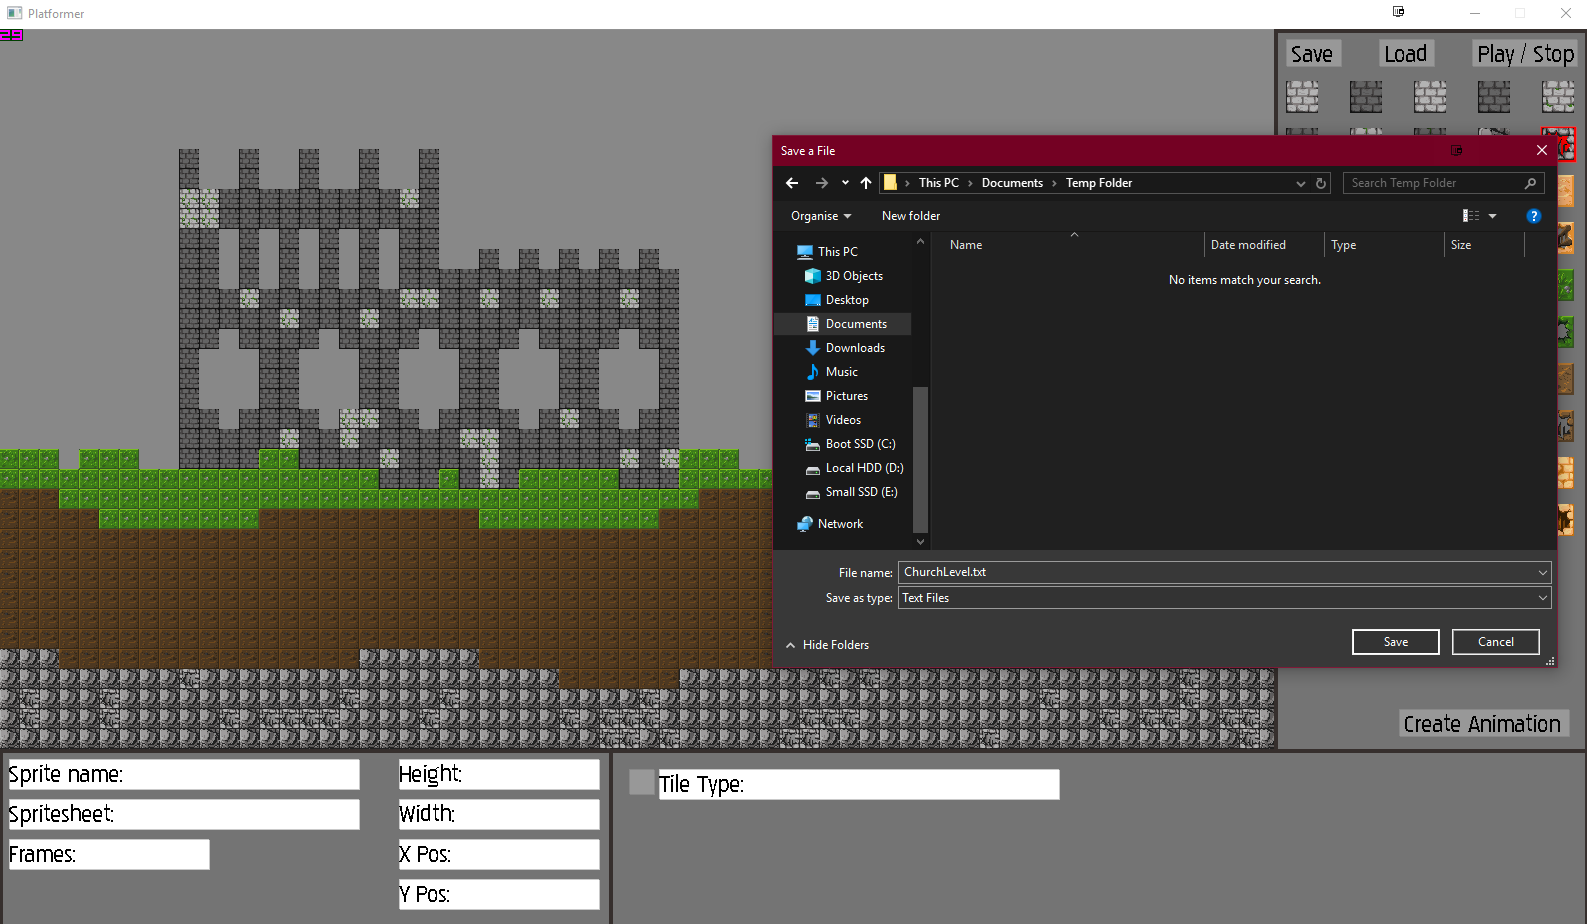 Platformer
29
Save Load Play / Stop
Save a File
This PC Documents Temp Folder Search Temp Folder
Organise New folder
Name Date modified Type Size
No items match your search.
This PC
3D Objects
Desktop
Documents
Downloads
Music
Pictures
Videos
Boot SSD (C:)
Local HDD (D:)
Small SSD (E:)
Network
File name: ChurchLevel.txt
Save as type: Text Files
Hide Folders Save Cancel
Create Animation
Sprite name: Height: Tile Type:
Spritesheet: Width:
Frames: X Pos:
Y Pos: